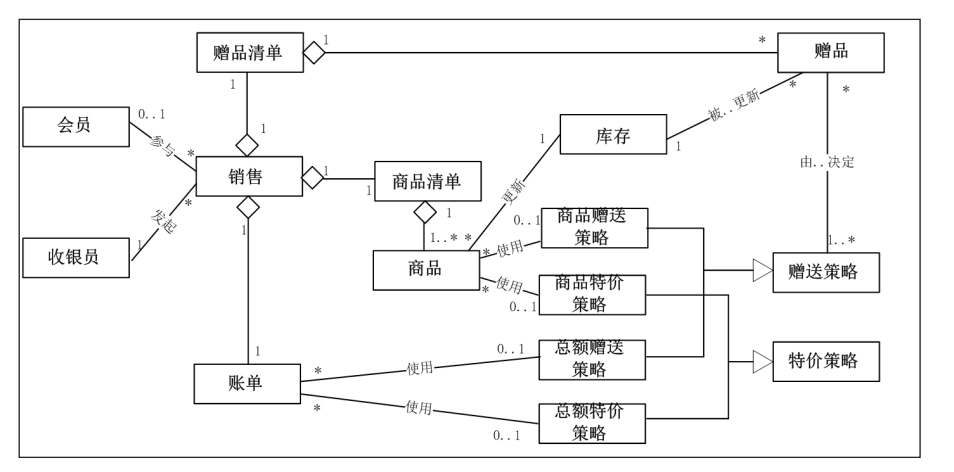 赠品清单
1
*
赠品
1
1
会员
0..1
参与
*
销售
1
1
商品清单
1
1..*
库存
1
1
被..更新
*
*
由..决定
更新
发起
*
1
收银员
1
商品
*
*
使用
0..1
商品赠送
策略
*
使用
0..1
商品特价
策略
1..*
赠送策略
特价策略
1
账单
*
使用
0..1
总额赠送
策略
*
使用
0..1
总额特价
策略